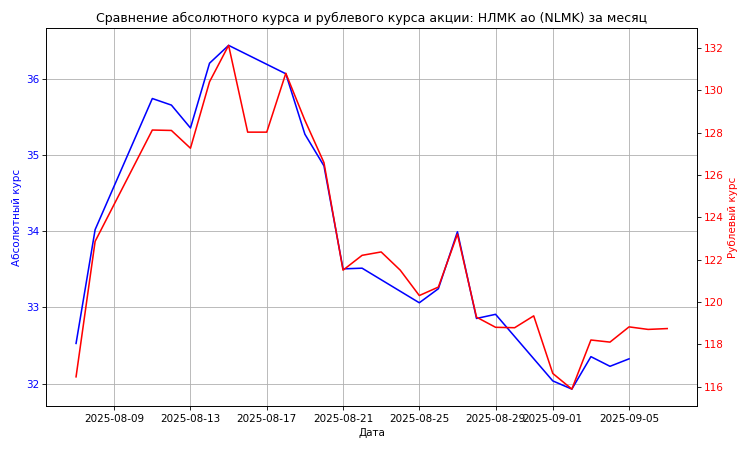 Сравнение абсолютного курса и рублевого курса акции: НЛМК ао (NLMK) за месяц
Абсолютный курс
36
35
34
33
32
132
130
128
126
124
122
120
118
116
Рублевый курс
2025-08-09 2025-08-13 2025-08-17 2025-08-21 2025-08-25 2025-08-29 2025-09-01 2025-09-05
Дата